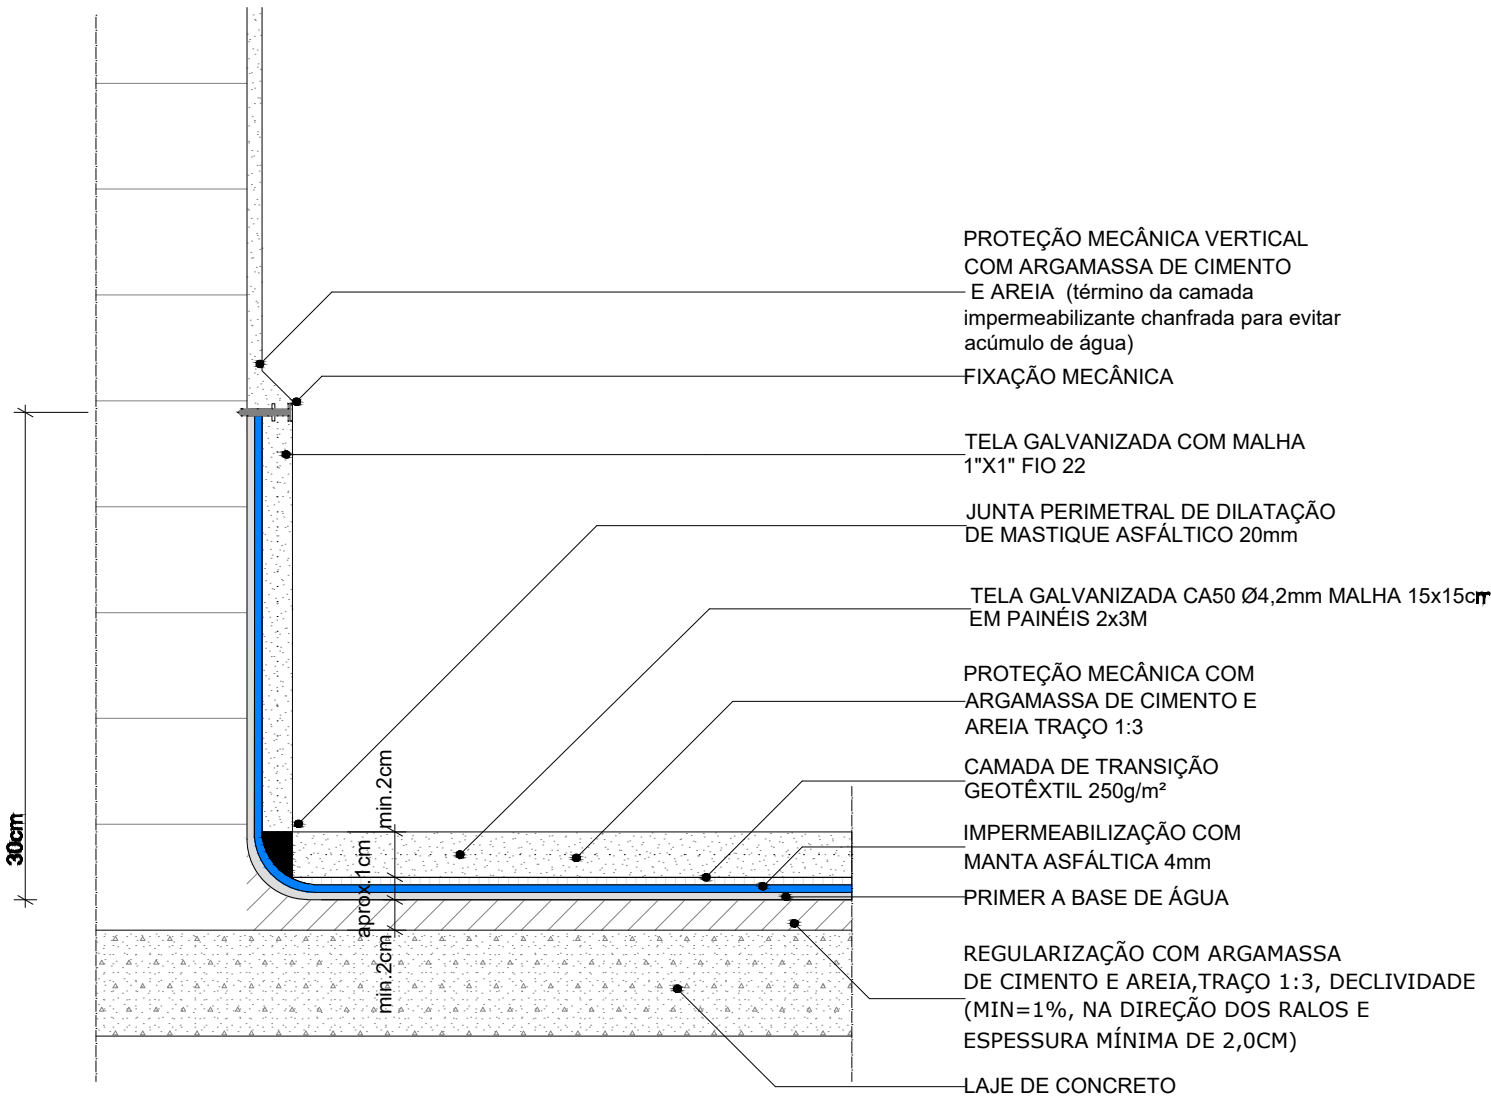 PROTEÇÃO MECÂNICA VERTICAL
COM ARGAMASSA DE CIMENTO
E AREIA (término da camada
impermeabilizante chanfrada para evitar
acúmulo de água)
FIXAÇÃO MECÂNICA
TELA GALVANIZADA COM MALHA
1"X1" FIO 22
JUNTA PERIMETRAL DE DILATAÇÃO
DE MASTIQUE ASFÁLTICO 20mm
TELA GALVANIZADA CA50 Ø4,2mm MALHA 15x15cm
EM PAINÉIS 2x3M
PROTEÇÃO MECÂNICA COM
ARGAMASSA DE CIMENTO E
AREIA TRAÇO 1:3
CAMADA DE TRANSIÇÃO
GEOTÊXTIL 250g/m²
IMPERMEABILIZAÇÃO COM
MANTA ASFÁLTICA 4mm
PRIMER A BASE DE ÁGUA
REGULARIZAÇÃO COM ARGAMASSA
DE CIMENTO E AREIA,TRAÇO 1:3, DECLIVIDADE
(MIN=1%, NA DIREÇÃO DOS RALOS E
ESPESSURA MÍNIMA DE 2,0CM)
LAJE DE CONCRETO
30cm
min.2cm
aprox.1cm
min.2cm